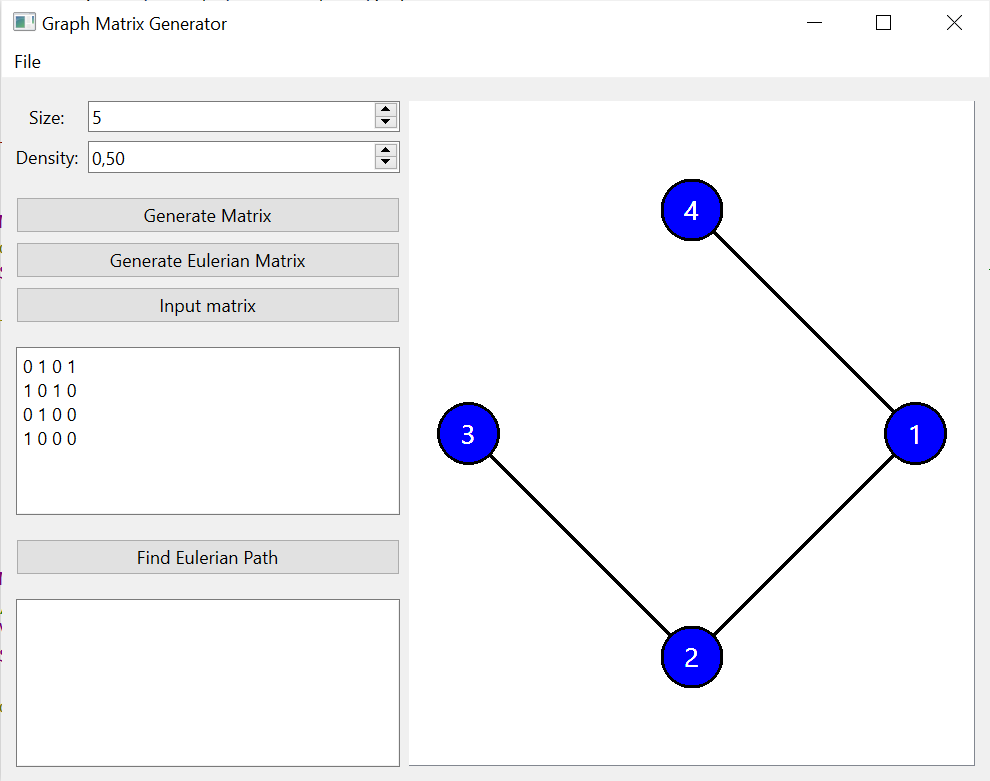 Graph Matrix Generator
File
Size: 5
Density: 0,50
Generate Matrix
Generate Eulerian Matrix
Input matrix
0 1 0 1
1 0 1 0
0 1 0 0
1 0 0 0
Find Eulerian Path
4
3
1
2